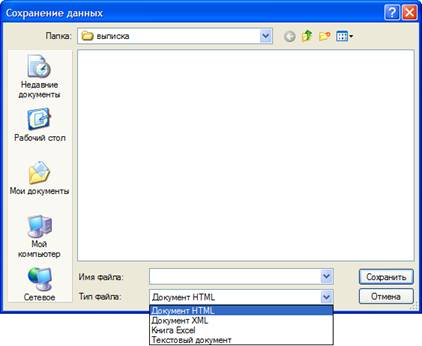 Сохранение данных
Папка: выписка
Недавние
документы
Рабочий стол
Мои документы
Мой
компьютер
Сетевое
Имя файла:
Сохранить
Тип файла: Документ HTML
Отмена
Документ HTML
Документ XML
Книга Excel
Текстовый документ